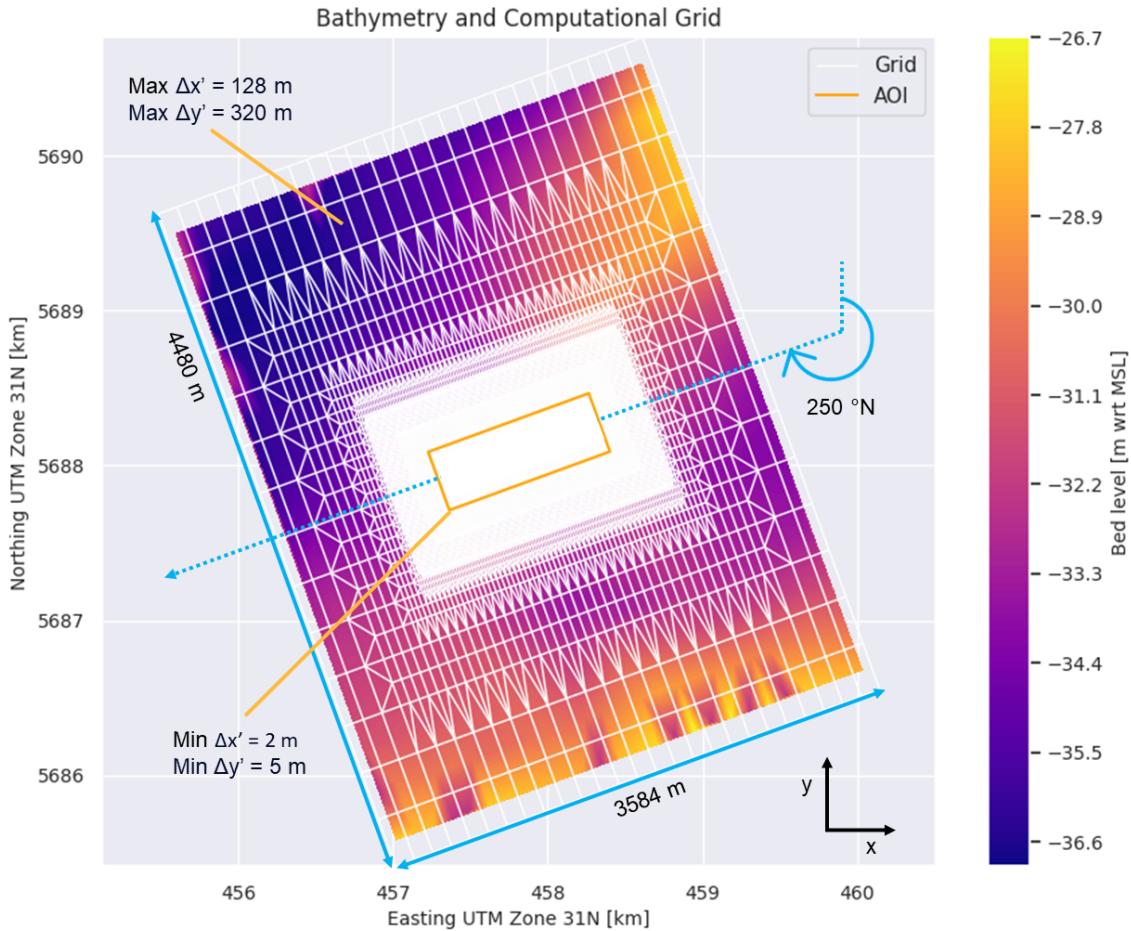 Bathymetry and Computational Grid
Max Δx’ = 128 m
Max Δy’ = 320 m
Grid
AOI
5690
5689
5688
5687
5686
Northing UTM Zone 31N [km]
4480 m
250 °N
Min Δx’ = 2 m
Min Δy’ = 5 m
3584 m
y
x
456
457
458
459
460
Easting UTM Zone 31N [km]
−26.7
−27.8
−28.9
−30.0
−31.1
−32.2
−33.3
−34.4
−35.5
−36.6
Bed level [m wrt MSL]